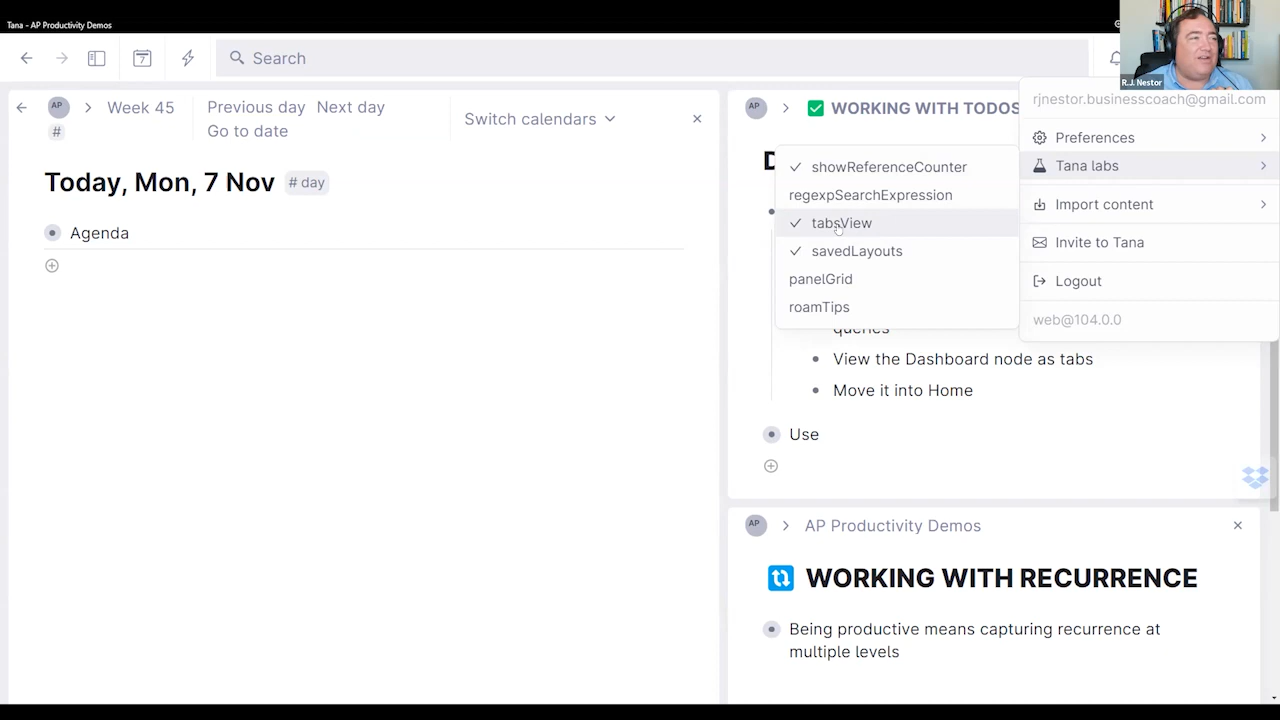 Tana - AP Productivity Demos
7
Search
R.J. Nestor
AP
Week 45
Previous day Next day
Go to date
Switch calendars
#
Today, Mon, 7 Nov
# day
Agenda
AP
WORKING WITH TODOS
D
showReferenceCounter
regexpSearchExpression
tabsView
savedLayouts
panelGrid
roamTips
rjnestor.businesscoach@gmail.com
Preferences
Tana labs
Import content
Invite to Tana
Logout
web@104.0.0
queries
View the Dashboard node as tabs
Move it into Home
Use
AP
AP Productivity Demos
WORKING WITH RECURRENCE
Being productive means capturing recurrence at
multiple levels